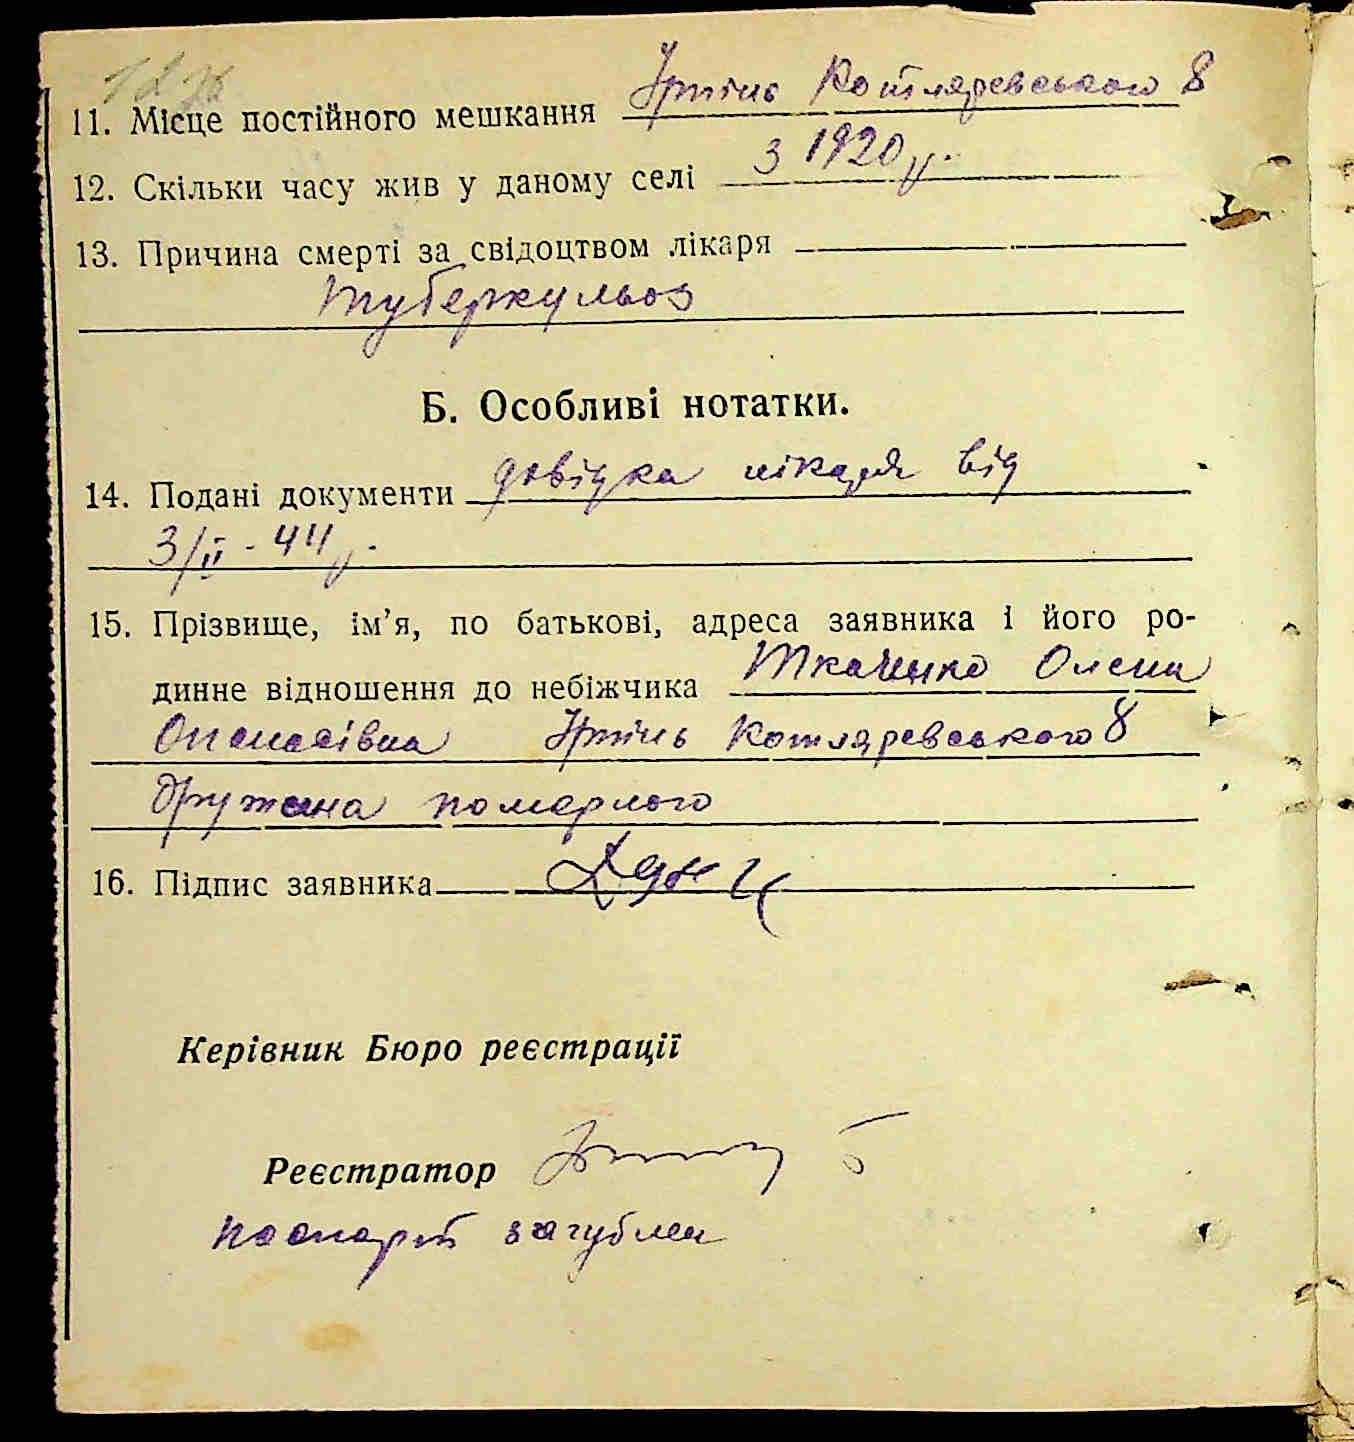 11. Місце постійного мешкання Ірпінь Котляревського 8
12. Скільки часу жив у даному селі з 1920 р.
13. Причина смерті за свідоцтвом лікаря
туберкульоз
Б. Особливі нотатки.
14. Подані документи довідка лікаря від
3/II - 44 р.
15. Прізвище, ім’я, по батькові, адреса заявника і його ро-
динне відношення до небіжчика Ткаченко Олена
Опанасівна Ірпінь Котляревського 8
дружина померлого
16. Підпис заявника
Керівник Бюро реєстрації
Реєстратор
паспорт загублен